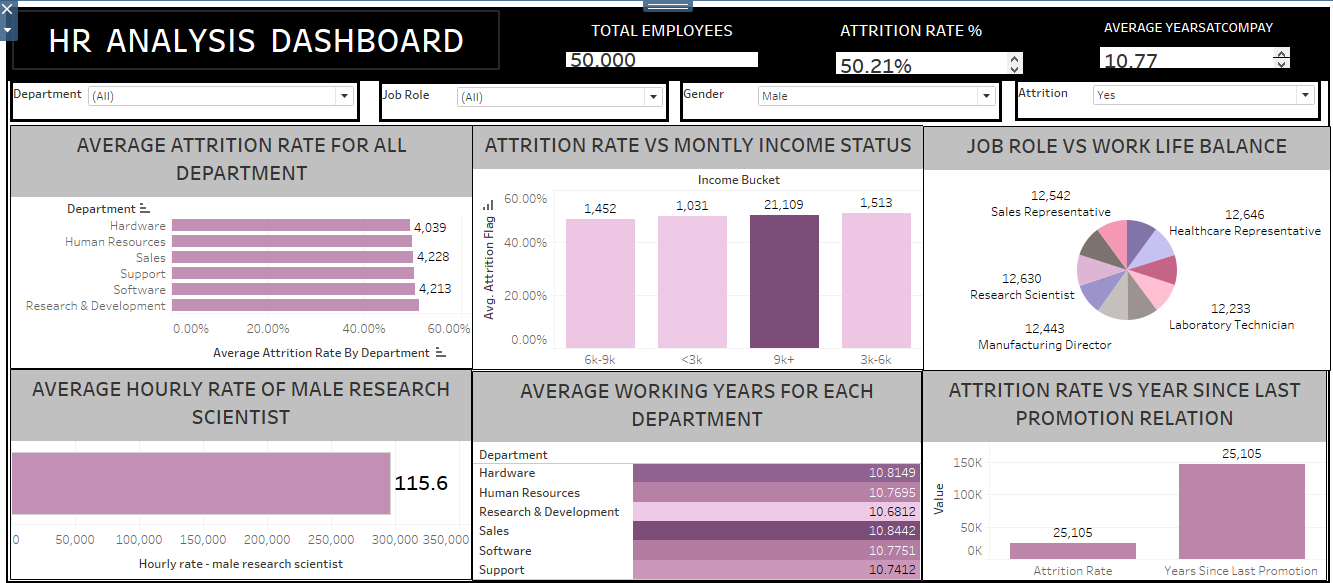 HR ANALYSIS DASHBOARD
TOTAL EMPLOYEES
50,000
ATTRITION RATE %
50.21%
AVERAGE YEARSATCOMPAY
10.77
Department (All)
Job Role (All)
Gender Male
Attrition Yes
AVERAGE ATTRITION RATE FOR ALL
DEPARTMENT
Department
Hardware 4,039
Human Resources
Sales 4,228
Support
Software 4,213
Research & Development
0.00% 20.00% 40.00% 60.00%
Average Attrition Rate By Department
ATTRITION RATE VS MONTLY INCOME STATUS
Income Bucket
Avg. Attrition Flag
60.00%
40.00%
20.00%
0.00%
1,452 1,031 21,109 1,513
6k-9k <3k 9k+ 3k-6k
JOB ROLE VS WORK LIFE BALANCE
12,542
Sales Representative
12,646
Healthcare Representative
12,630
Research Scientist
12,233
Laboratory Technician
12,443
Manufacturing Director
AVERAGE HOURLY RATE OF MALE RESEARCH
SCIENTIST
115.6
0 50,000 100,000 150,000 200,000 250,000 300,000 350,000
Hourly rate - male research scientist
AVERAGE WORKING YEARS FOR EACH
DEPARTMENT
Department
Hardware 10.8149
Human Resources 10.7695
Research & Development 10.6812
Sales 10.8442
Software 10.7751
Support 10.7412
ATTRITION RATE VS YEAR SINCE LAST
PROMOTION RELATION
Value
150K
100K
50K
0K
25,105
25,105
Attrition Rate Years Since Last Promotion